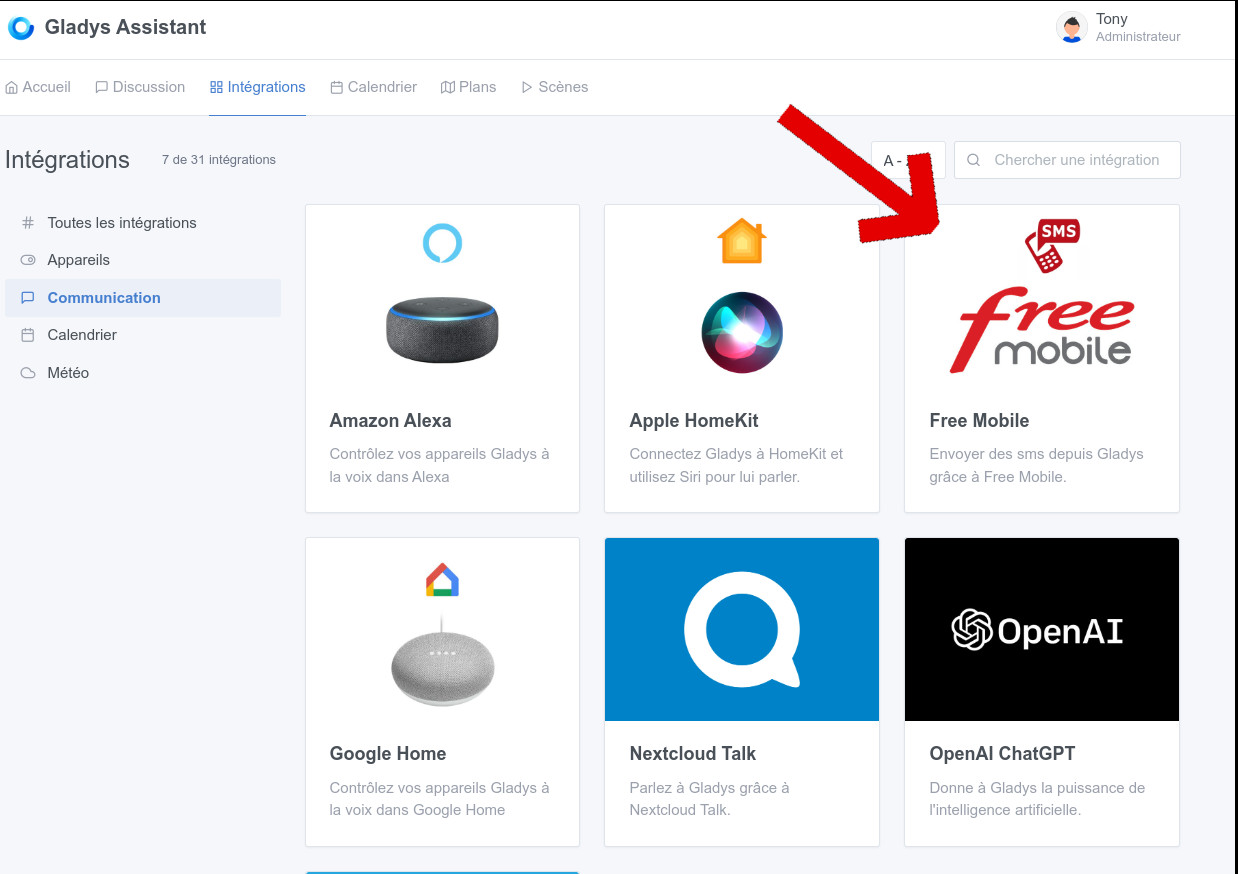 Gladys Assistant
Tony
Administrateur
Accueil
Discussion
Intégrations
Calendrier
Plans
Scènes
Intégrations
7 de 31 intégrations
A -
Chercher une intégration
Toutes les intégrations
Appareils
Communication
Calendrier
Météo
Amazon Alexa
Contrôlez vos appareils Gladys à
la voix dans Alexa
Apple HomeKit
Connectez Gladys à HomeKit et
utilisez Siri pour lui parler.
SMS
free
mobile
Free Mobile
Envoyer des sms depuis Gladys
grâce à Free Mobile.
Google Home
Contrôlez vos appareils Gladys à
la voix dans Google Home
Nextcloud Talk
Parlez à Gladys grâce à
Nextcloud Talk.
OpenAI
OpenAI ChatGPT
Donne à Gladys la puissance de
l'intelligence artificielle.